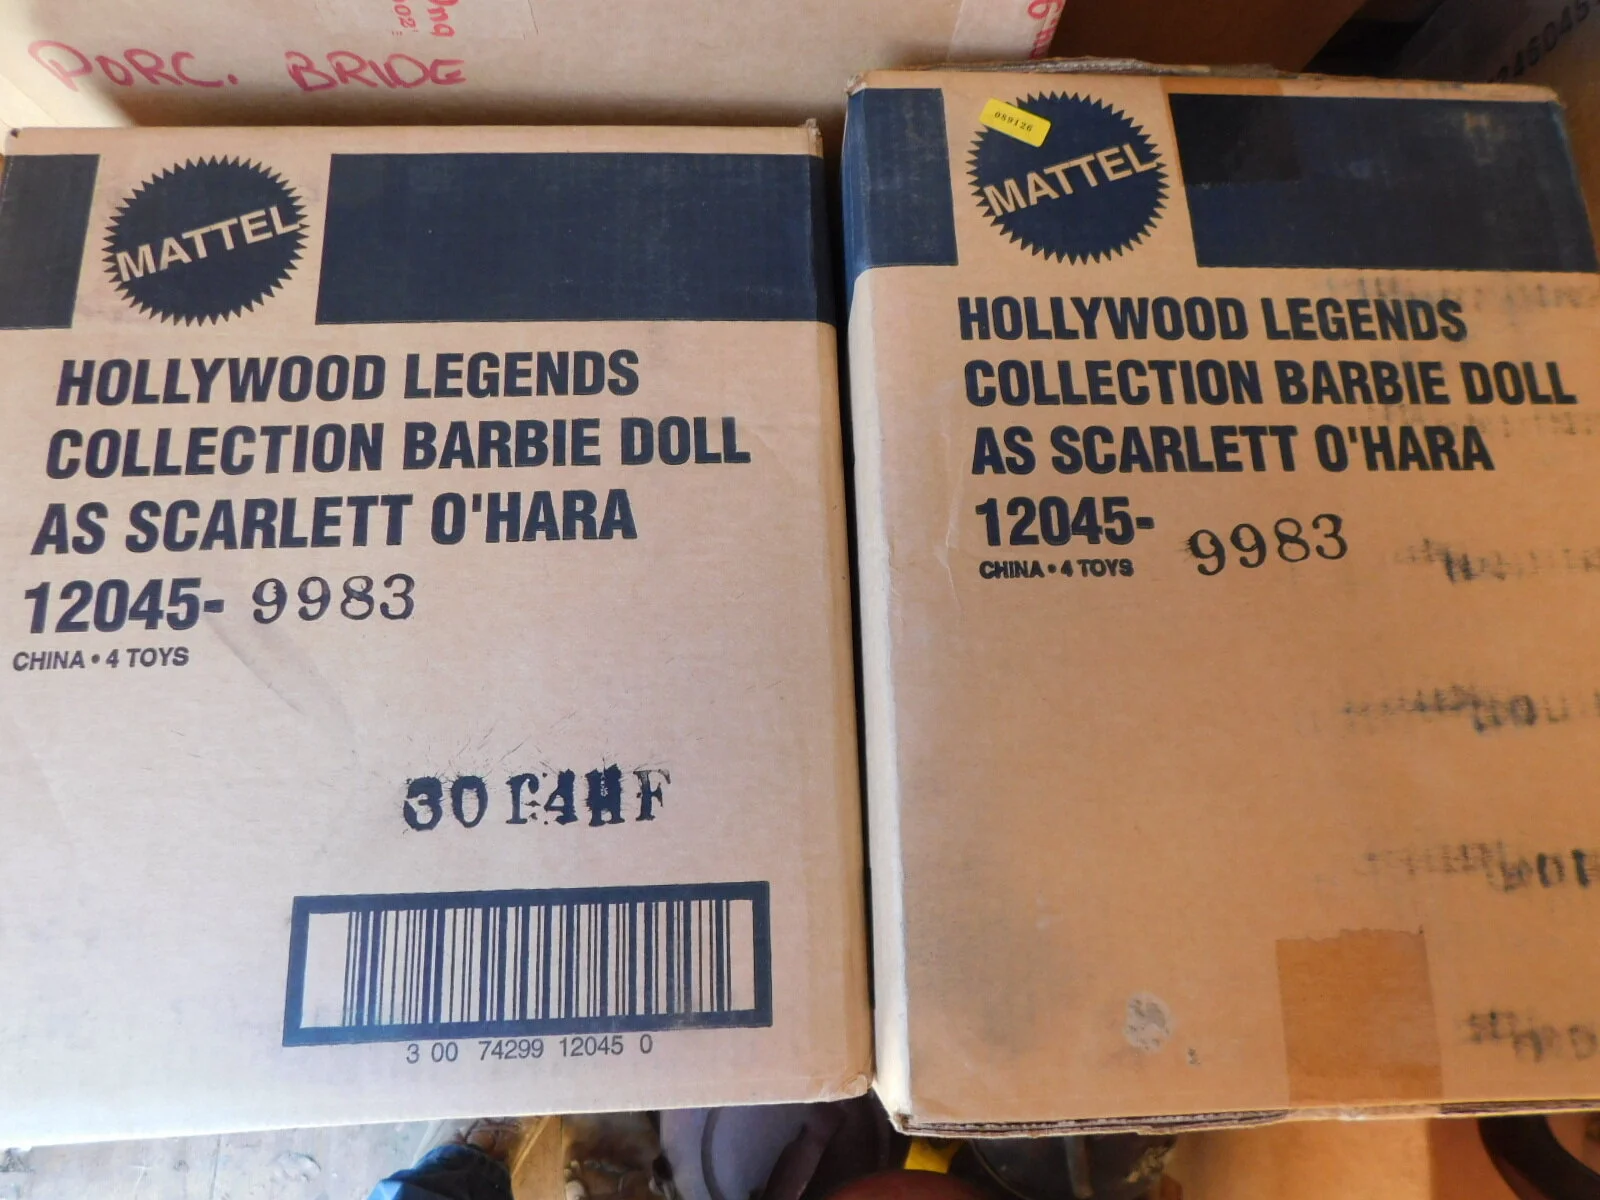 PORC. BRIDE
MATTEL
HOLLYWOOD LEGENDS
COLLECTION BARBIE DOLL
AS SCARLETT O'HARA
12045- 9983
CHINA • 4 TOYS
3 00 74299 12045 0
089126
MATTEL
HOLLYWOOD LEGENDS
COLLECTION BARBIE DOLL
AS SCARLETT O'HARA
12045- 9983
CHINA • 4 TOYS